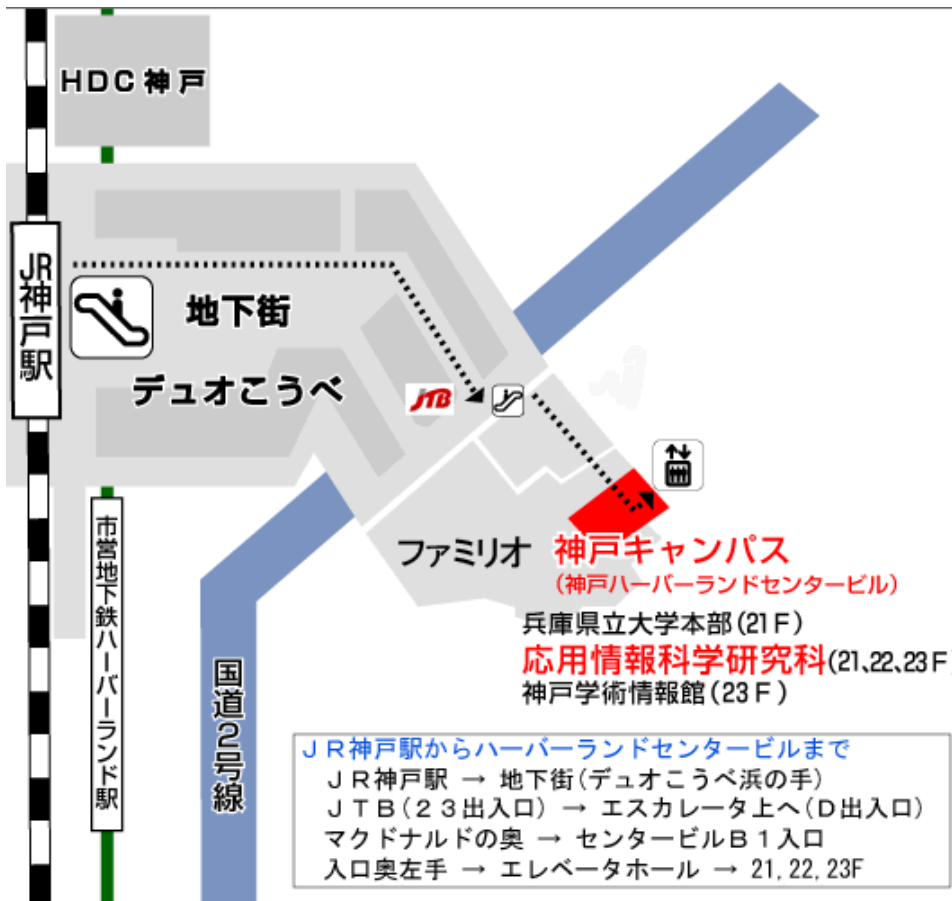 HDC神戸
JR神戸駅
地下街
デュオこうべ
JTB
市営地下鉄ハーバーランド駅
国道2号線
ファミリオ
神戸キャンパス
(神戸ハーバーランドセンタービル)
兵庫県立大学本部(21F)
応用情報科学研究科(21、22、23F
神戸学術情報館(23F)
JR神戸駅からハーバーランドセンタービルまで
JR神戸駅 → 地下街(デュオこうべ浜の手)
JTB(23出入口) → エスカレータ上へ(D出入口)
マクドナルドの奥 → センタービルB1入口
入口奥左手 → エレベータホール → 21, 22, 23F